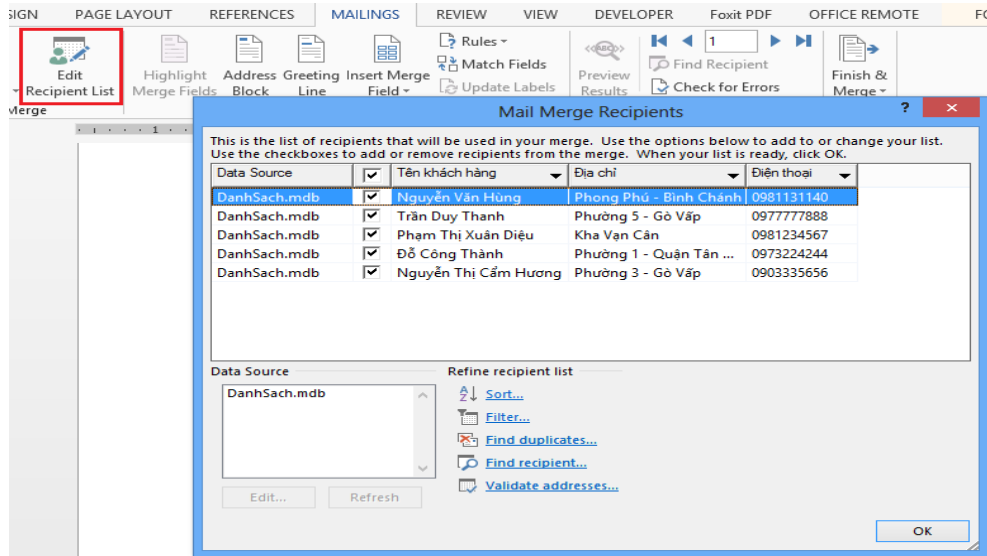 SIGN PAGE LAYOUT REFERENCES MAILINGS REVIEW VIEW DEVELOPER Foxit PDF OFFICE REMOTE FO
Edit
Recipient List
Highlight
Merge Fields
Address
Block
Greeting
Line
Insert Merge
Field
Rules
Match Fields
Update Labels
ABC
Preview
Results
1
Find Recipient
Check for Errors
Finish &
Merge
Merge
1
Mail Merge Recipients ? ×
This is the list of recipients that will be used in your merge. Use the options below to add to or change your list.
Use the checkboxes to add or remove recipients from the merge. When your list is ready, click OK.
Data Source Tên khách hàng Địa chỉ Điện thoại
DanhSach.mdb Nguyễn Văn Hùng Phong Phú - Bình Chánh 0981131140
DanhSach.mdb Trần Duy Thanh Phường 5 - Gò Vấp 0977777888
DanhSach.mdb Phạm Thị Xuân Diệu Kha Vạn Cân 0981234567
DanhSach.mdb Đỗ Công Thành Phường 1 - Quận Tân ... 0973224244
DanhSach.mdb Nguyễn Thị Cẩm Hương Phường 3 - Gò Vấp 0903335656
Data Source
DanhSach.mdb
Edit... Refresh
Refine recipient list
Sort...
Filter...
Find duplicates...
Find recipient...
Validate addresses...
OK